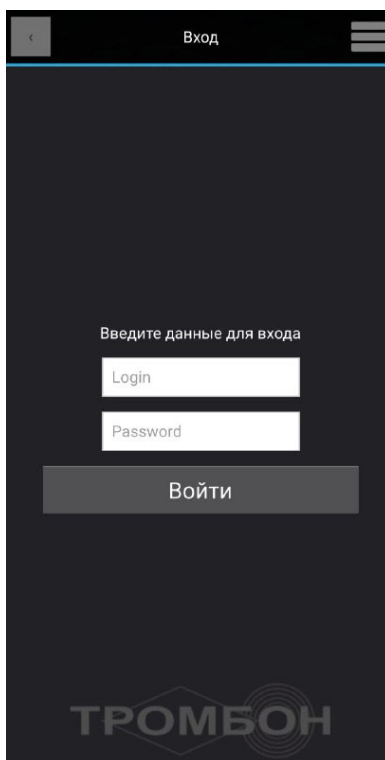 Вход
Введите данные для входа
Login
Password
Войти
ТРОМБОН